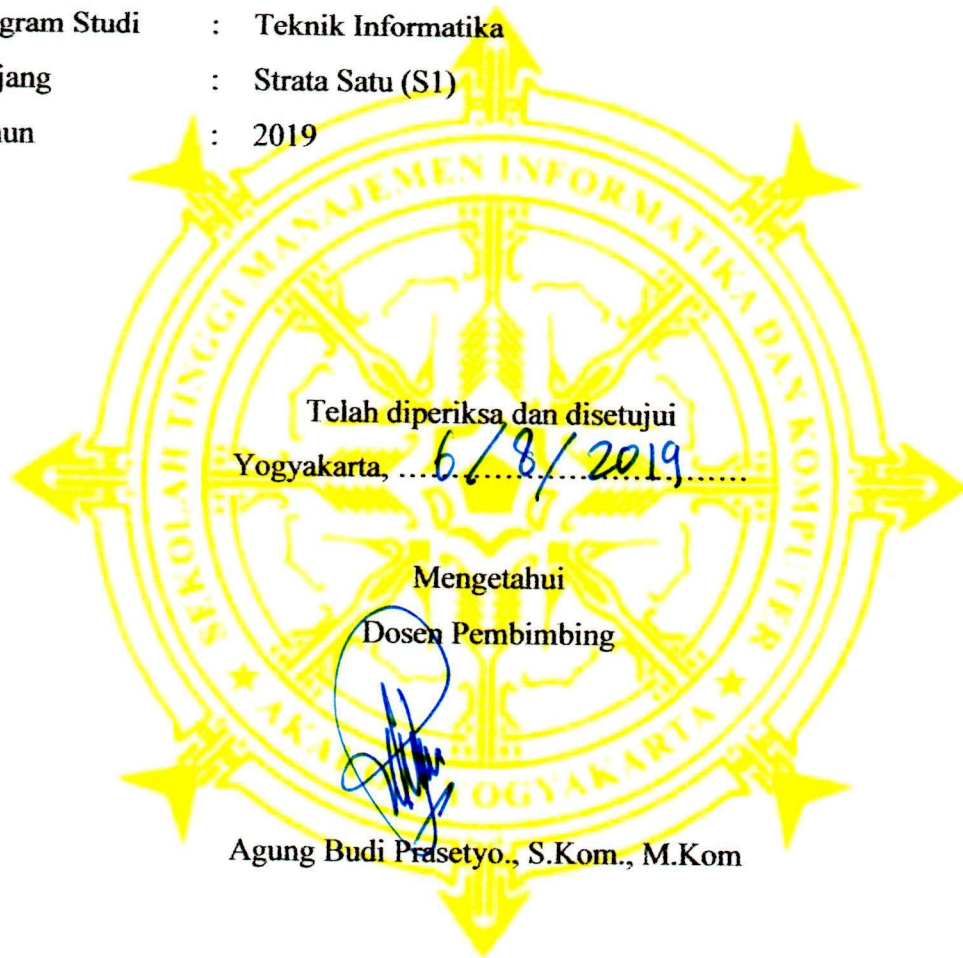 gram Studi : Teknik Informatika
jang : Strata Satu (S1)
un : 2019
SEKOLAH TINGGI MANAJEMEN INFORMATIKA DAN KOMPUTER
Telah diperiksa dan disetujui
Yogyakarta, ....6/8/2019....
Mengetahui
Dosen Pembimbing
YOGYAKARTA
Agung Budi Prasetyo., S.Kom., M.Kom